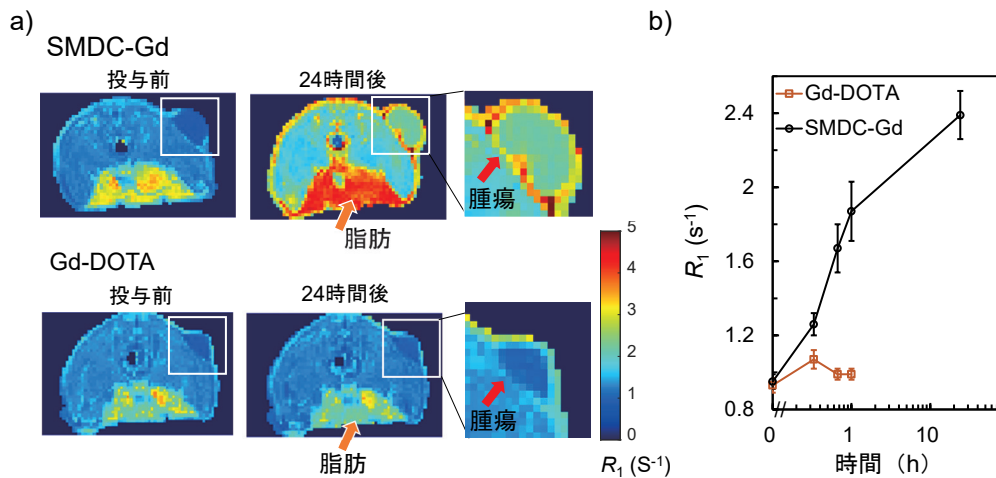 a)
SMDC-Gd
投与前
24時間後
腫瘍
脂肪
Gd-DOTA
投与前
24時間後
腫瘍
脂肪
5
4
3
2
1
0
R1 (S-1)
b)
Gd-DOTA
SMDC-Gd
2.4
2
1.6
1.2
0.8
R1 (s-1)
0
1
10
時間（h）